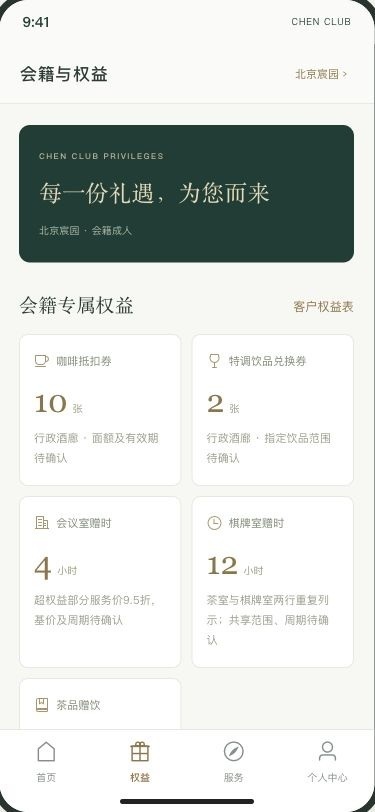 9:41
CHEN CLUB
会籍与权益
北京宸园 ›
CHEN CLUB PRIVILEGES
每一份礼遇，为您而来
北京宸园 · 会籍成人
会籍专属权益
客户权益表
咖啡抵扣券
10 张
行政酒廊 · 面额及有效期
待确认
特调饮品兑换券
2 张
行政酒廊 · 指定饮品范围
待确认
会议室赠时
4 小时
超权益部分服务价9.5折，
基价及周期待确认
棋牌室赠时
12 小时
茶室与棋牌室两行重复列
示；共享范围、周期待确
认
茶品赠饮
首页
权益
服务
个人中心